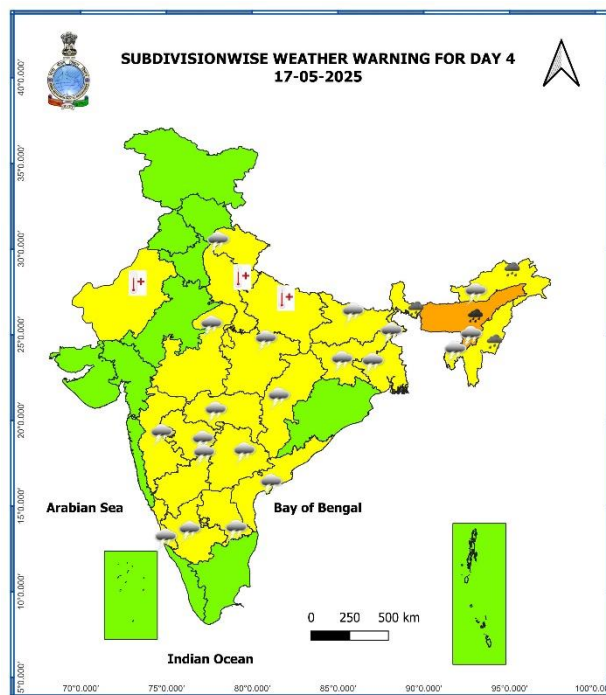 SUBDIVISIONWISE WEATHER WARNING FOR DAY 4
17-05-2025
40°0.000'
35°0.000'
30°0.000'
25°0.000'
20°0.000'
15°0.000'
10°0.000'
5°0.000'
Arabian Sea
Bay of Bengal
0 250 500 km
Indian Ocean
70°0.000' 75°0.000' 80°0.000' 85°0.000' 90°0.000' 95°0.000' 100°0.000'